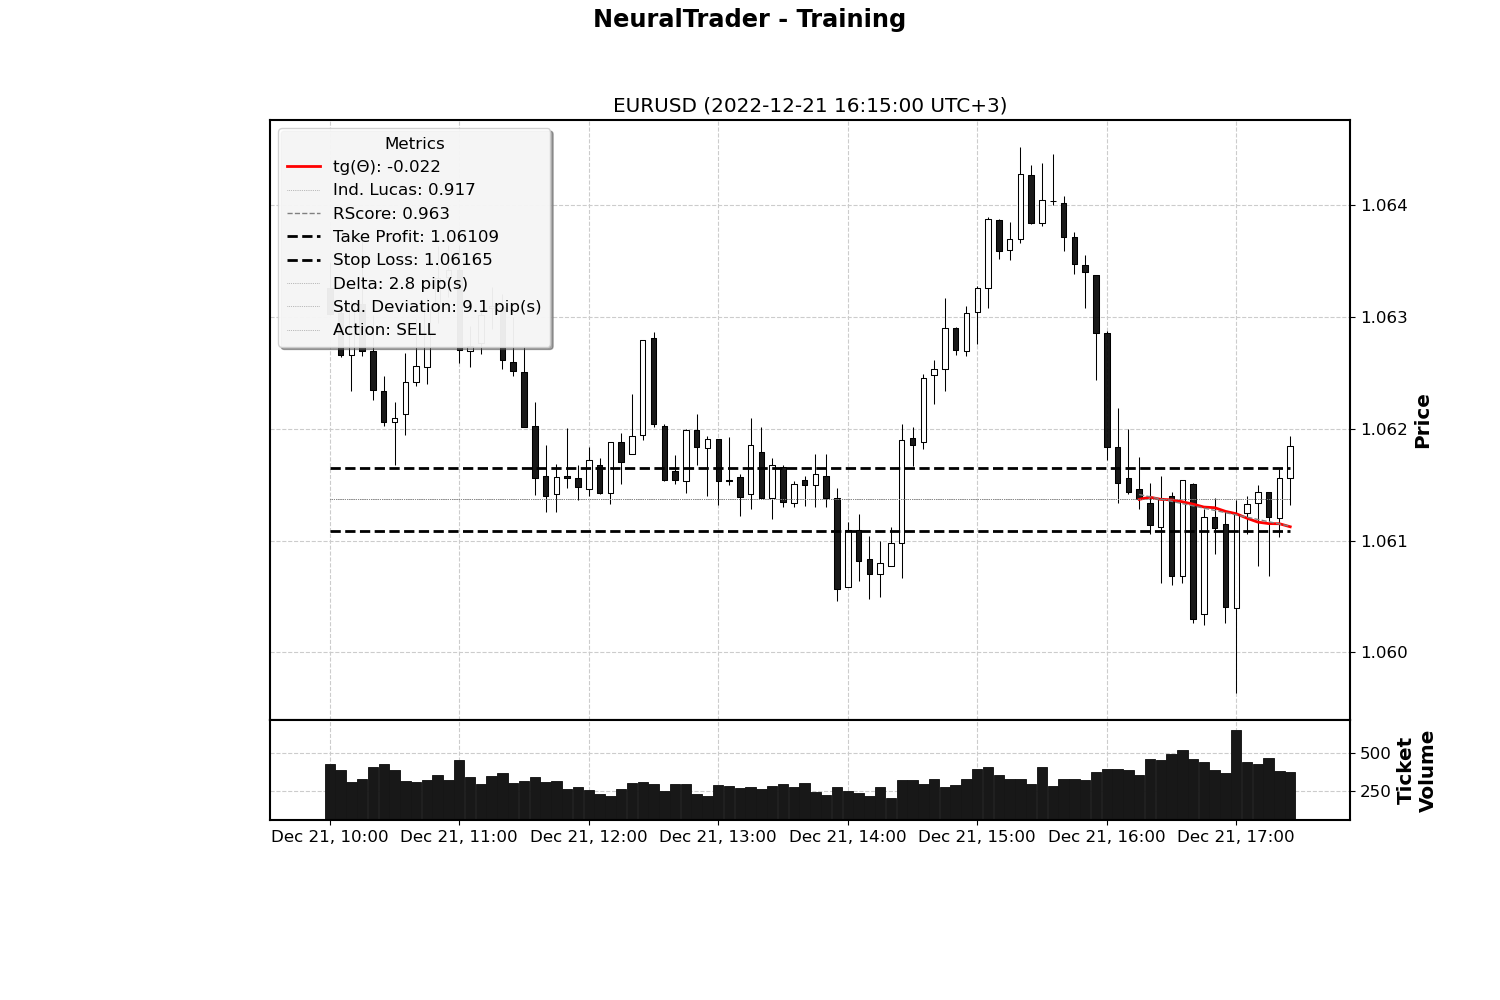 NeuralTrader - Training
EURUSD (2022-12-21 16:15:00 UTC+3)
Metrics
tg(Θ): -0.022
Ind. Lucas: 0.917
RScore: 0.963
Take Profit: 1.06109
Stop Loss: 1.06165
Delta: 2.8 pip(s)
Std. Deviation: 9.1 pip(s)
Action: SELL
1.064
1.063
1.062
1.061
1.060
Price
500
250
Ticket
Volume
Dec 21, 10:00 Dec 21, 11:00 Dec 21, 12:00 Dec 21, 13:00 Dec 21, 14:00 Dec 21, 15:00 Dec 21, 16:00 Dec 21, 17:00